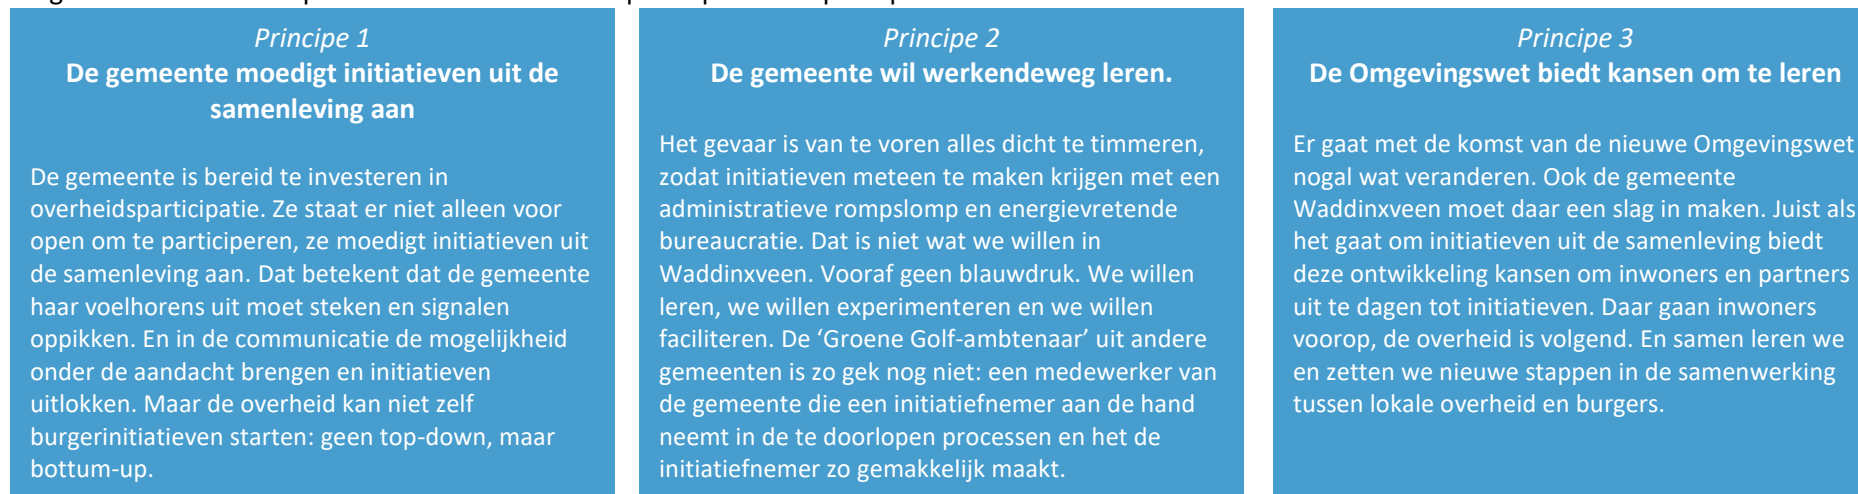 Principe 1
De gemeente moedigt initiatieven uit de
samenleving aan
De gemeente is bereid te investeren in
overheidsparticipatie. Ze staat er niet alleen voor
open om te participeren, ze moedigt initiatieven uit
de samenleving aan. Dat betekent dat de gemeente
haar voelhorens uit moet steken en signalen
oppikken. En in de communicatie de mogelijkheid
onder de aandacht brengen en initiatieven
uitlokken. Maar de overheid kan niet zelf
burgerinitiatieven starten: geen top-down, maar
bottum-up.
Principe 2
De gemeente wil werkendeweg leren.
Het gevaar is van te voren alles dicht te timmeren,
zodat initiatieven meteen te maken krijgen met een
administratieve rompslomp en energievretende
bureaucratie. Dat is niet wat we willen in
Waddinxveen. Vooraf geen blauwdruk. We willen
leren, we willen experimenteren en we willen
faciliteren. De ‘Groene Golf-ambtenaar’ uit andere
gemeenten is zo gek nog niet: een medewerker van
de gemeente die een initiatiefnemer aan de hand
neemt in de te doorlopen processen en het de
initiatiefnemer zo gemakkelijk maakt.
Principe 3
De Omgevingswet biedt kansen om te leren
Er gaat met de komst van de nieuwe Omgevingswet
nogal wat veranderen. Ook de gemeente
Waddinxveen moet daar een slag in maken. Juist als
het gaat om initiatieven uit de samenleving biedt
deze ontwikkeling kansen om inwoners en partners
uit te dagen tot initiatieven. Daar gaan inwoners
voorop, de overheid is volgend. En samen leren we
en zetten we nieuwe stappen in de samenwerking
tussen lokale overheid en burgers.